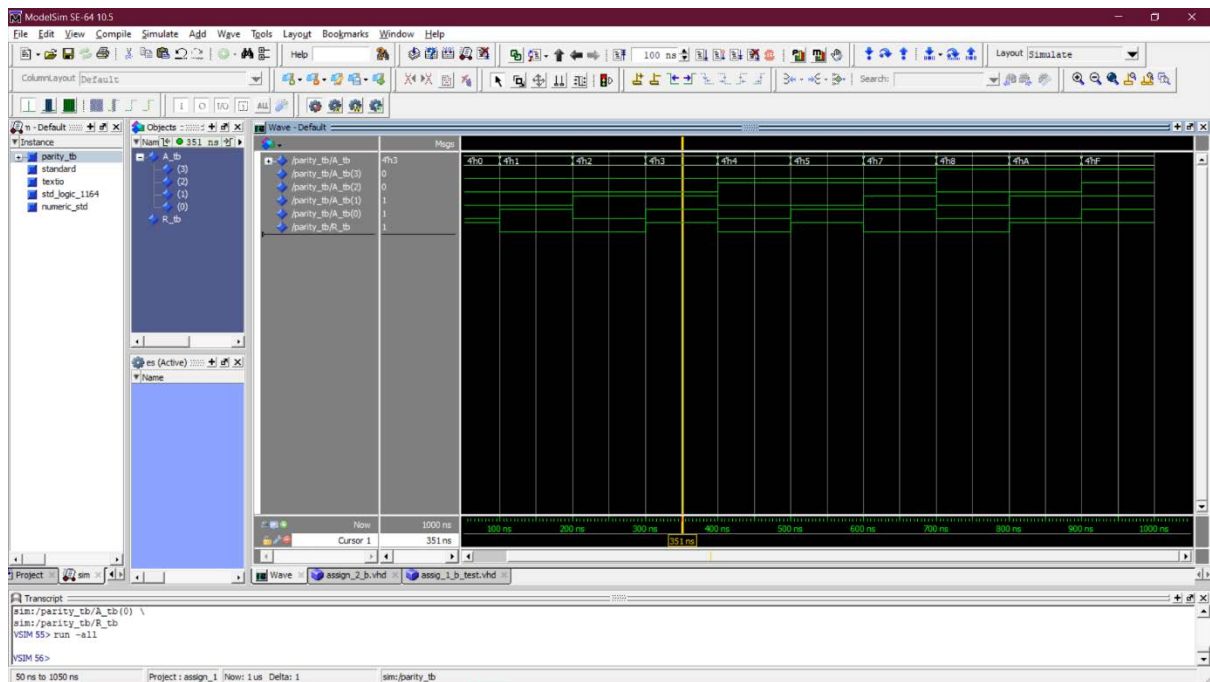 ModelSim SE-64 10.5
File Edit View Compile Simulate Add Wave Tools Layout Bookmarks Window Help
Help
100 ns
Layout Simulate
ColumnLayout Default
Search:
n - Default
Instance
parity_tb
standard
textio
std_logic_1164
numeric_std
Objects
Nam 351 ns
A_tb
(3)
(2)
(1)
(0)
R_tb
es (Active)
Name
Wave - Default
Msgs
/parity_tb/A_tb 4'h3 4'h0 4'h1 4'h2 4'h3 4'h4 4'h5 4'h7 4'h8 4'hA 4'hF
/parity_tb/A_tb(3) 0
/parity_tb/A_tb(2) 0
/parity_tb/A_tb(1) 1
/parity_tb/A_tb(0) 1
/parity_tb/R_tb 1
Now 1000 ns 100 ns 200 ns 300 ns 400 ns 500 ns 600 ns 700 ns 800 ns 900 ns 1000 ns
Cursor 1 351 ns 351 ns
Project sim Wave assign_2_b.vhd assig_1_b_test.vhd
Transcript
sim:/parity_tb/A_tb(0) \
sim:/parity_tb/R_tb
VSIM 55> run -all
VSIM 56>
50 ns to 1050 ns Project : assign_1 Now: 1 us Delta: 1 sim:/parity_tb